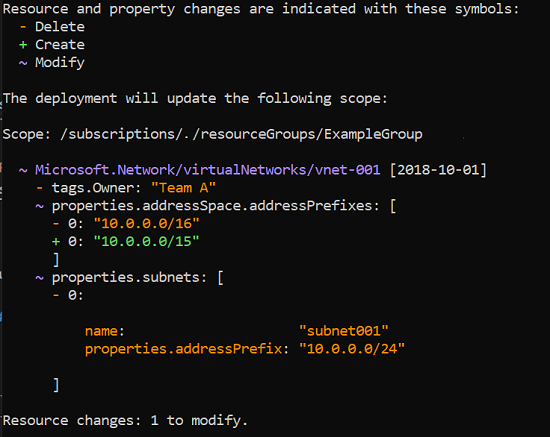 Resource and property changes are indicated with these symbols:
- Delete
+ Create
~ Modify
The deployment will update the following scope:
Scope: /subscriptions/./resourceGroups/ExampleGroup
~ Microsoft.Network/virtualNetworks/vnet-001 [2018-10-01]
- tags.Owner: "Team A"
~ properties.addressSpace.addressPrefixes: [
- 0: "10.0.0.0/16"
+ 0: "10.0.0.0/15"
]
~ properties.subnets: [
- 0:
name: "subnet001"
properties.addressPrefix: "10.0.0.0/24"
]
Resource changes: 1 to modify.